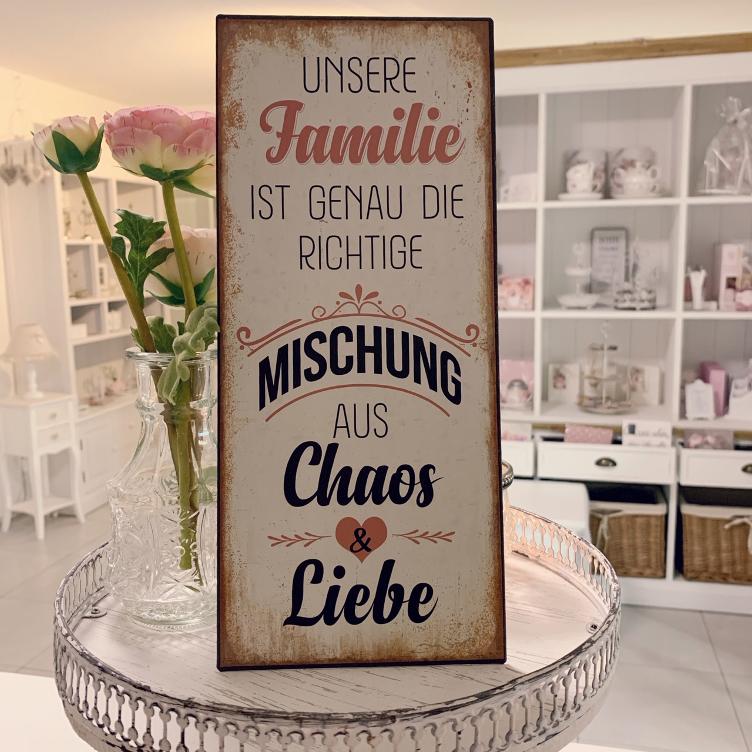 UNSERE
Familie
IST GENAU DIE
RICHTIGE
MISCHUNG
AUS
Chaos
&
Liebe